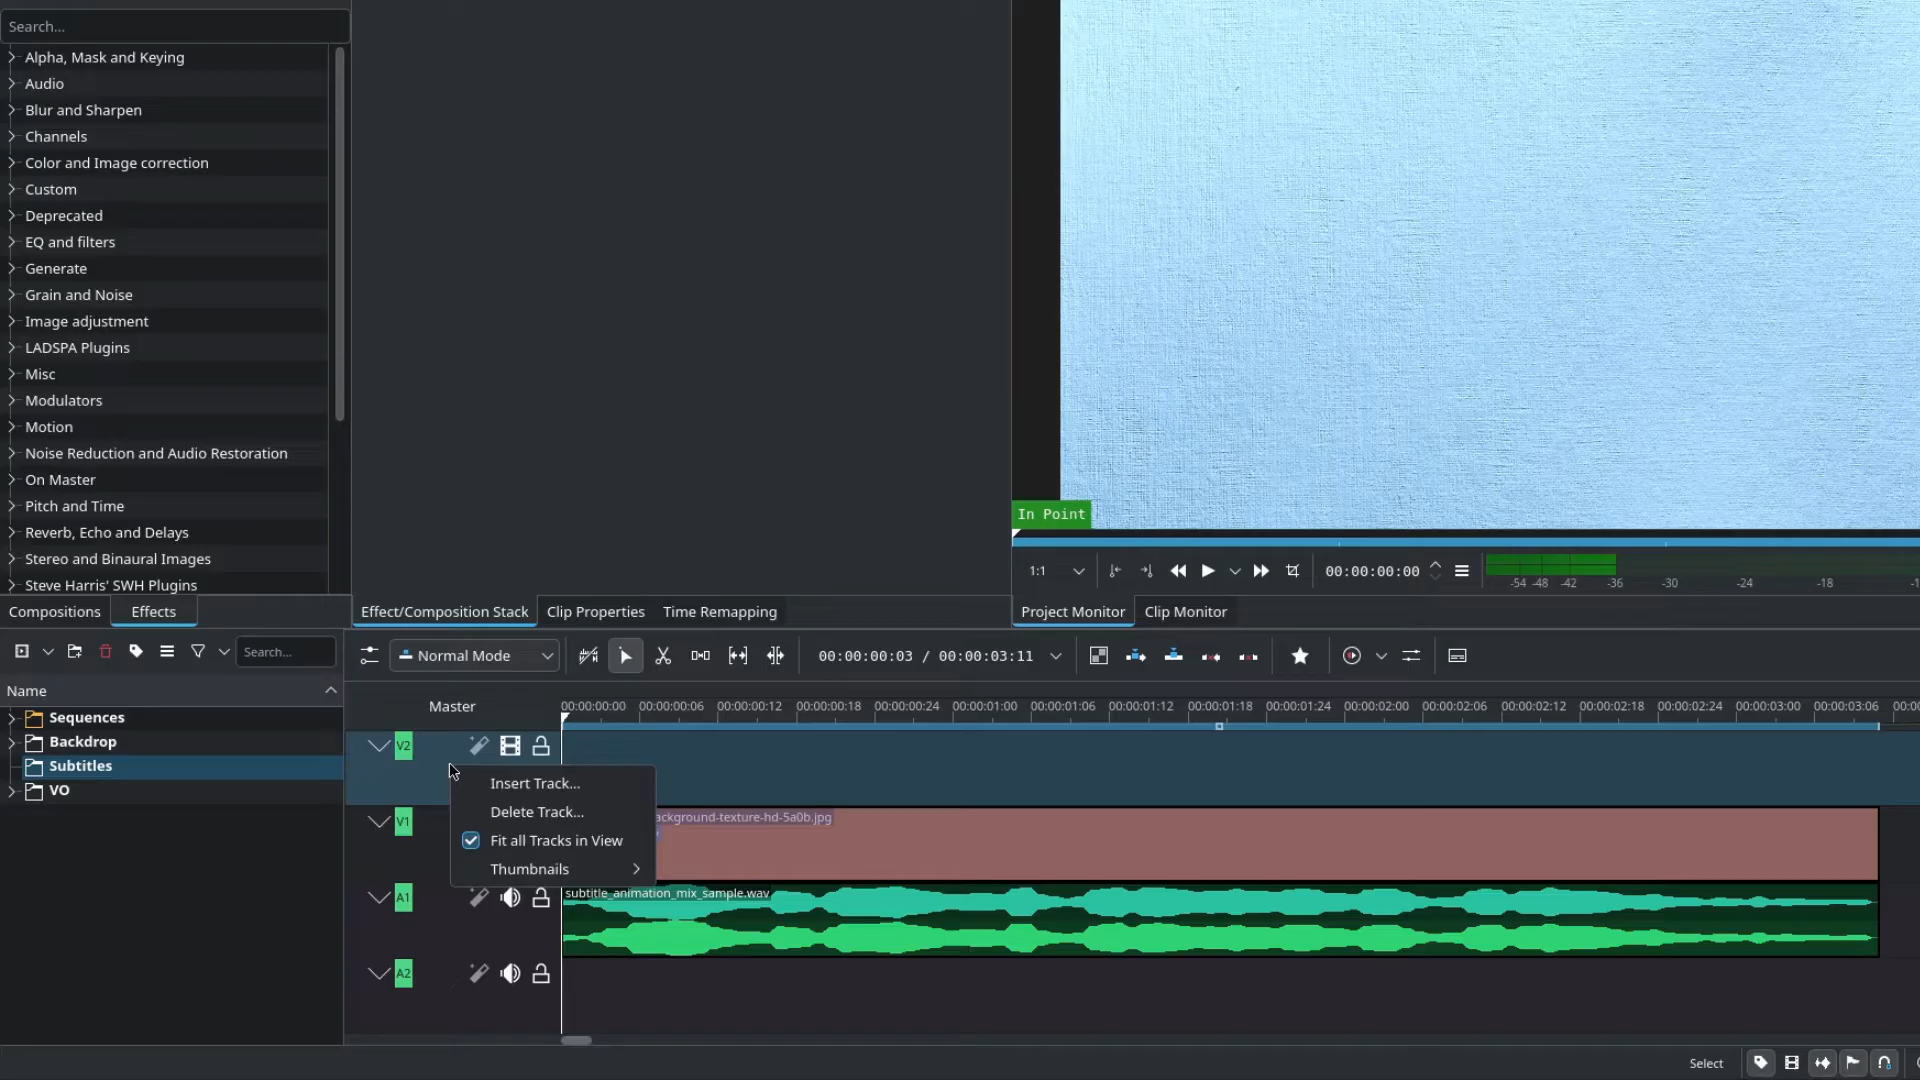 Search...
Alpha, Mask and Keying
Audio
Blur and Sharpen
Channels
Color and Image correction
Custom
Deprecated
EQ and filters
Generate
Grain and Noise
Image adjustment
LADSPA Plugins
Misc
Modulators
Motion
Noise Reduction and Audio Restoration
On Master
Pitch and Time
Reverb, Echo and Delays
Stereo and Binaural Images
Steve Harris' SWH Plugins
Compositions
Effects
Effect/Composition Stack
Clip Properties
Time Remapping
In Point
1:1
00:00:00:00
-54 -48 -42 -36 -30 -24 -18
Project Monitor
Clip Monitor
Search...
Name
Sequences
Backdrop
Subtitles
VO
Normal Mode
00:00:00:03 / 00:00:03:11
Master
00:00:00:00 00:00:00:06 00:00:00:12 00:00:00:18 00:00:00:24 00:00:01:00 00:00:01:06 00:00:01:12 00:00:01:18 00:00:01:24 00:00:02:00 00:00:02:06 00:00:02:12 00:00:02:18 00:00:02:24 00:00:03:00 00:00:03:06
V2
Insert Track...
Delete Track...
Fit all Tracks in View
Thumbnails
V1
ackground-texture-hd-5a0b.jpg
A1
subtitle_animation_mix_sample.wav
A2
Select